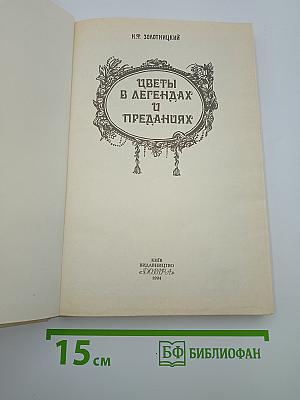 Н.Ф. ЗОЛОТНИЦКИЙ
ЦВЕТЫ
В ЛЕГЕНДАХ
И
ПРЕДАНИЯХ
КИЇВ
ВИДАВНИЦТВО
«ДОВІРА»
1994
15 см
БФ БИБЛИОФАН